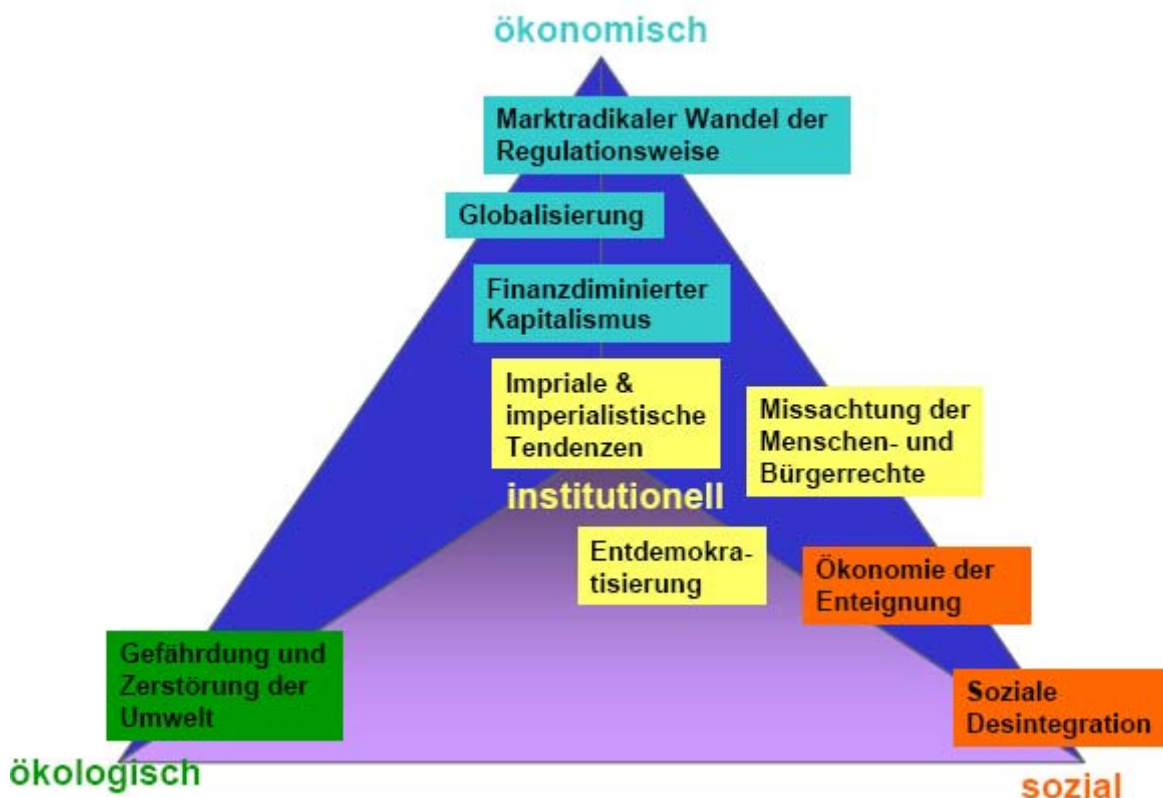 ökonomisch
Marktradikaler Wandel der
Regulationsweise
Globalisierung
Finanzdiminierter
Kapitalismus
Impriale &
imperialistische
Tendenzen
Missachtung der
Menschen- und
Bürgerrechte
institutionell
Entdemokra-
tisierung
Ökonomie der
Enteignung
Gefährdung und
Zerstörung der
Umwelt
Soziale
Desintegration
ökologisch
sozial